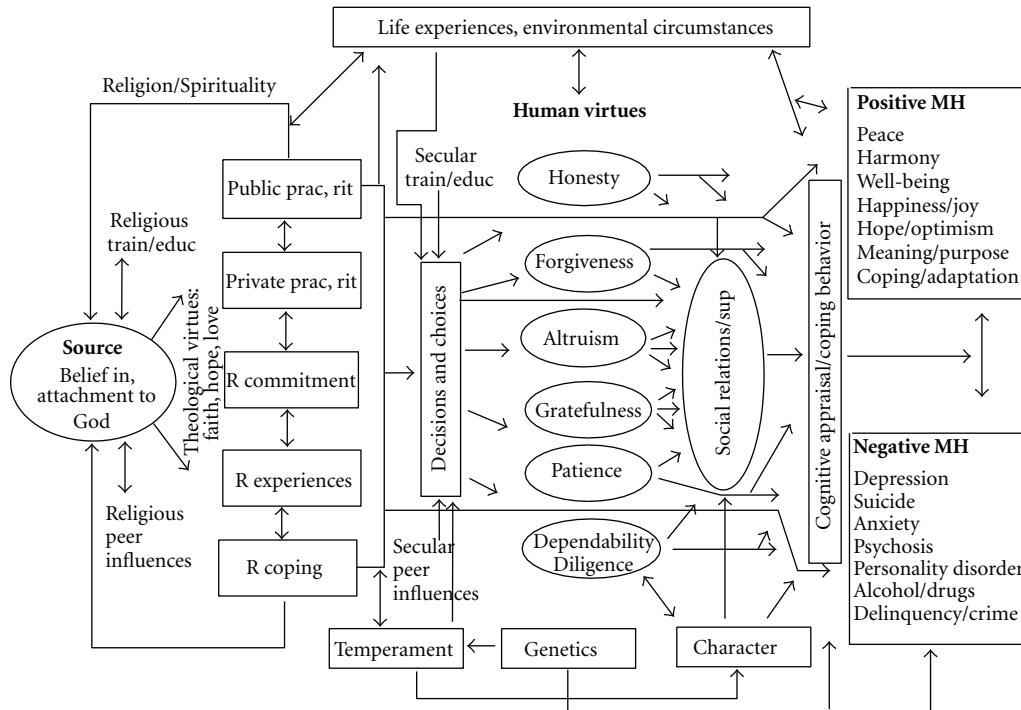 Life experiences, environmental circumstances
Religion/Spirituality
Human virtues
Secular
train/educ
Public prac, rit
Religious
train/educ
Private prac, rit
Source
Belief in,
attachment to
God
Theological virtues:
faith, hope, love
R commitment
R experiences
Religious
peer
influences
R coping
Decisions and choices
Secular
peer
influences
Honesty
Forgiveness
Altruism
Gratefulness
Patience
Dependability
Diligence
Social relations/sup
Cognitive appraisal/coping behavior
Temperament
Genetics
Character
Positive MH
Peace
Harmony
Well-being
Happiness/joy
Hope/optimism
Meaning/purpose
Coping/adaptation
Negative MH
Depression
Suicide
Anxiety
Psychosis
Personality disorder
Alcohol/drugs
Delinquency/crime